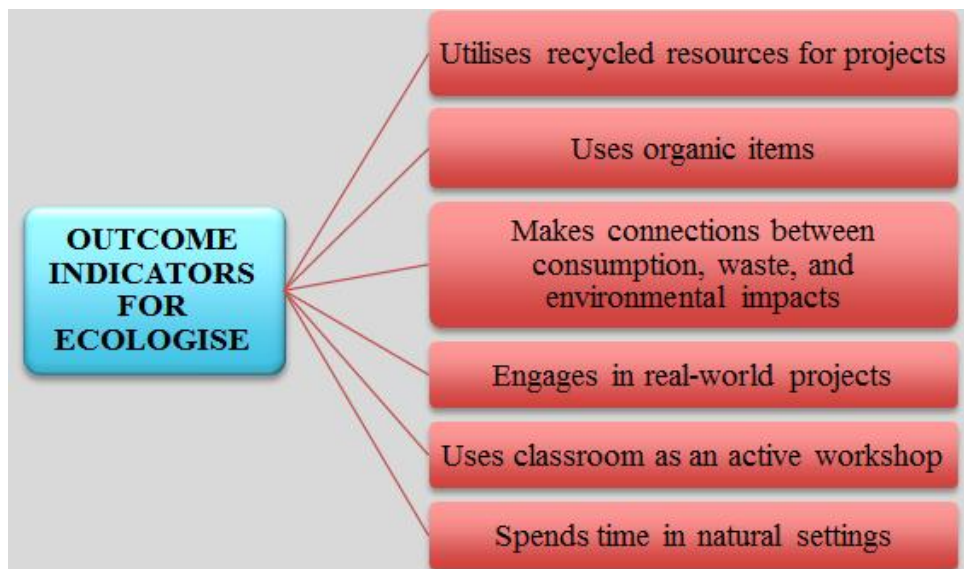 OUTCOME
INDICATORS
FOR
ECOLOGISE
Utilises recycled resources for projects
Uses organic items
Makes connections between
consumption, waste, and
environmental impacts
Engages in real-world projects
Uses classroom as an active workshop
Spends time in natural settings